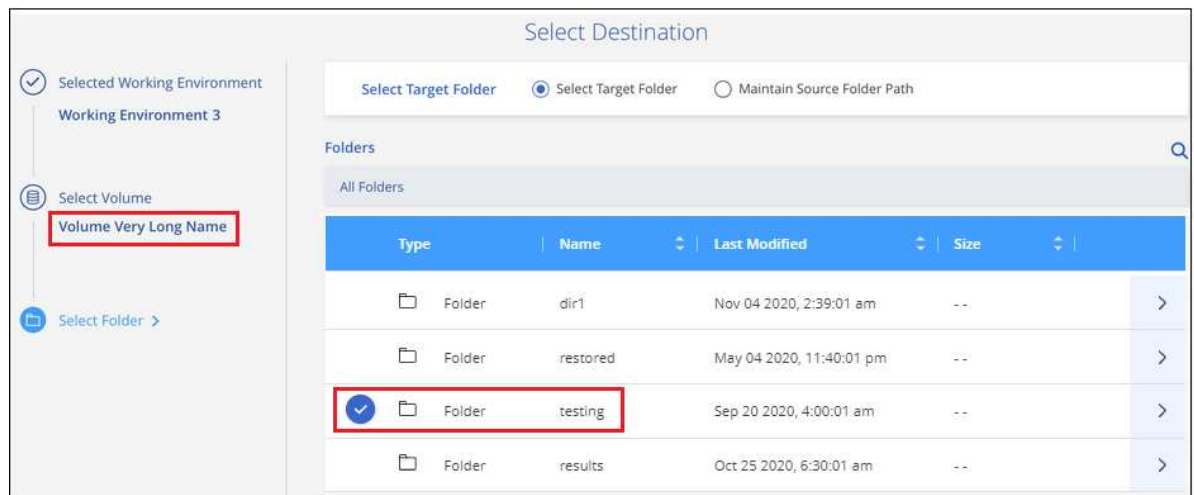 Select Destination
Selected Working Environment
Working Environment 3
Select Volume
Volume Very Long Name
Select Folder >
Select Target Folder Select Target Folder Maintain Source Folder Path
Folders
All Folders
Type Name Last Modified Size
Folder dir1 Nov 04 2020, 2:39:01 am - -
Folder restored May 04 2020, 11:40:01 pm - -
Folder testing Sep 20 2020, 4:00:01 am - -
Folder results Oct 25 2020, 6:30:01 am - -